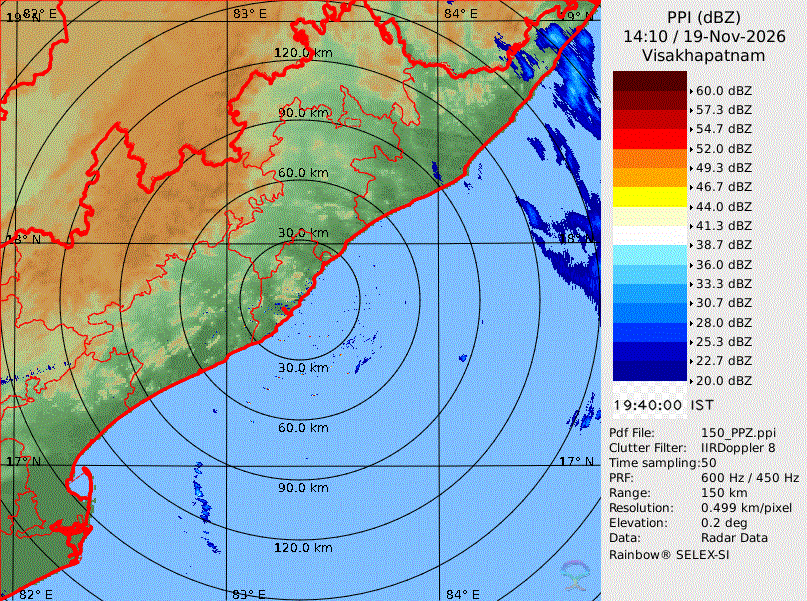 82° E
83° E
84° E
19° N
19° N
120.0 km
90.0 km
60.0 km
30.0 km
18° N
18° N
30.0 km
60.0 km
17° N
17° N
90.0 km
120.0 km
82° E
83° E
84° E
PPI (dBZ)
14:10 / 19-Nov-2026
Visakhapatnam
60.0 dBZ
57.3 dBZ
54.7 dBZ
52.0 dBZ
49.3 dBZ
46.7 dBZ
44.0 dBZ
41.3 dBZ
38.7 dBZ
36.0 dBZ
33.3 dBZ
30.7 dBZ
28.0 dBZ
25.3 dBZ
22.7 dBZ
20.0 dBZ
19:40:00 IST
Pdf File: 150_PPZ.ppi
Clutter Filter: IIRDoppler 8
Time sampling:50
PRF: 600 Hz / 450 Hz
Range: 150 km
Resolution: 0.499 km/pixel
Elevation: 0.2 deg
Data: Radar Data
Rainbow® SELEX-SI